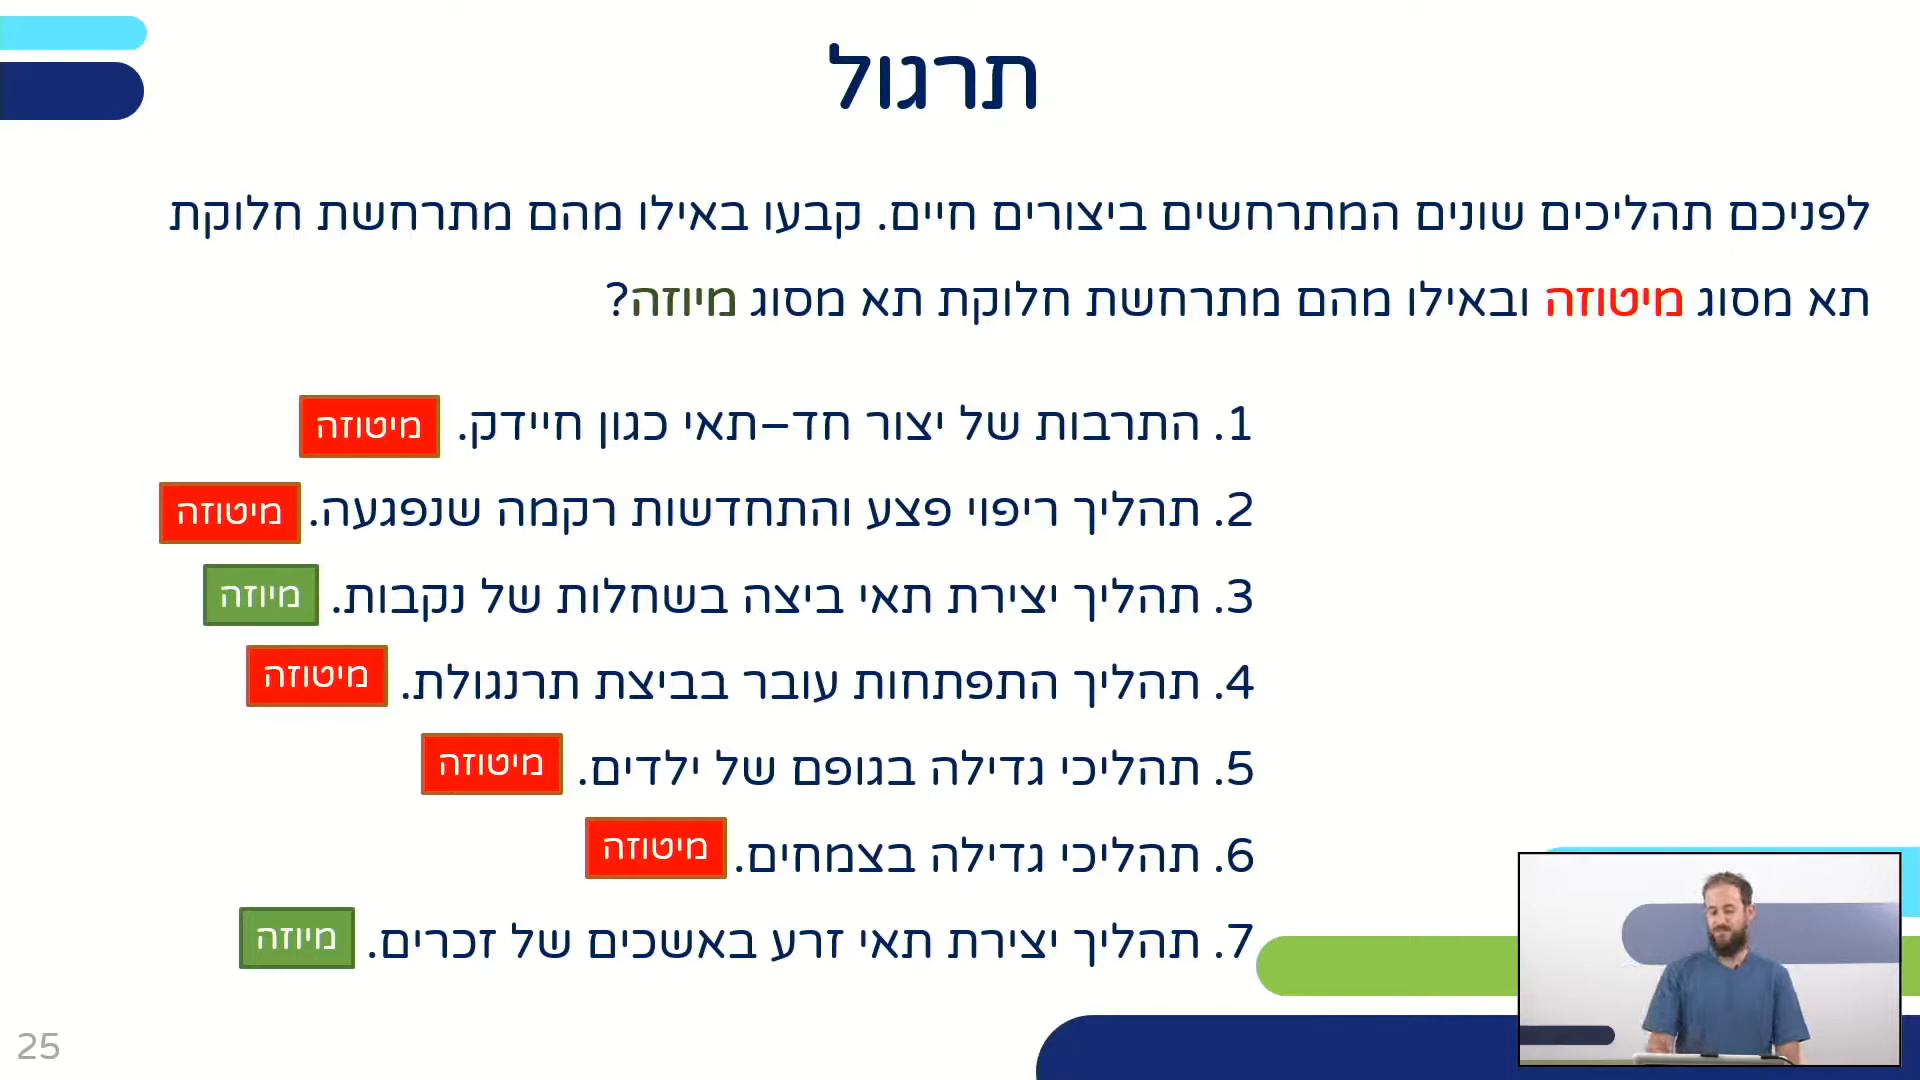 תרגול
לפניכם תהליכים שונים המתרחשים ביצורים חיים. קבעו באילו מהם מתרחשת חלוקת
תא מסוג מיטוזה ובאילו מהם מתרחשת חלוקת תא מסוג מיוזה?
1. התרבות של יצור חד–תאי כגון חיידק. מיטוזה
2. תהליך ריפוי פצע והתחדשות רקמה שנפגעה. מיטוזה
3. תהליך יצירת תאי ביצה בשחלות של נקבות. מיוזה
4. תהליך התפתחות עובר בביצת תרנגולת. מיטוזה
5. תהליכי גדילה בגופם של ילדים. מיטוזה
6. תהליכי גדילה בצמחים. מיטוזה
7. תהליך יצירת תאי זרע באשכים של זכרים. מיוזה
25